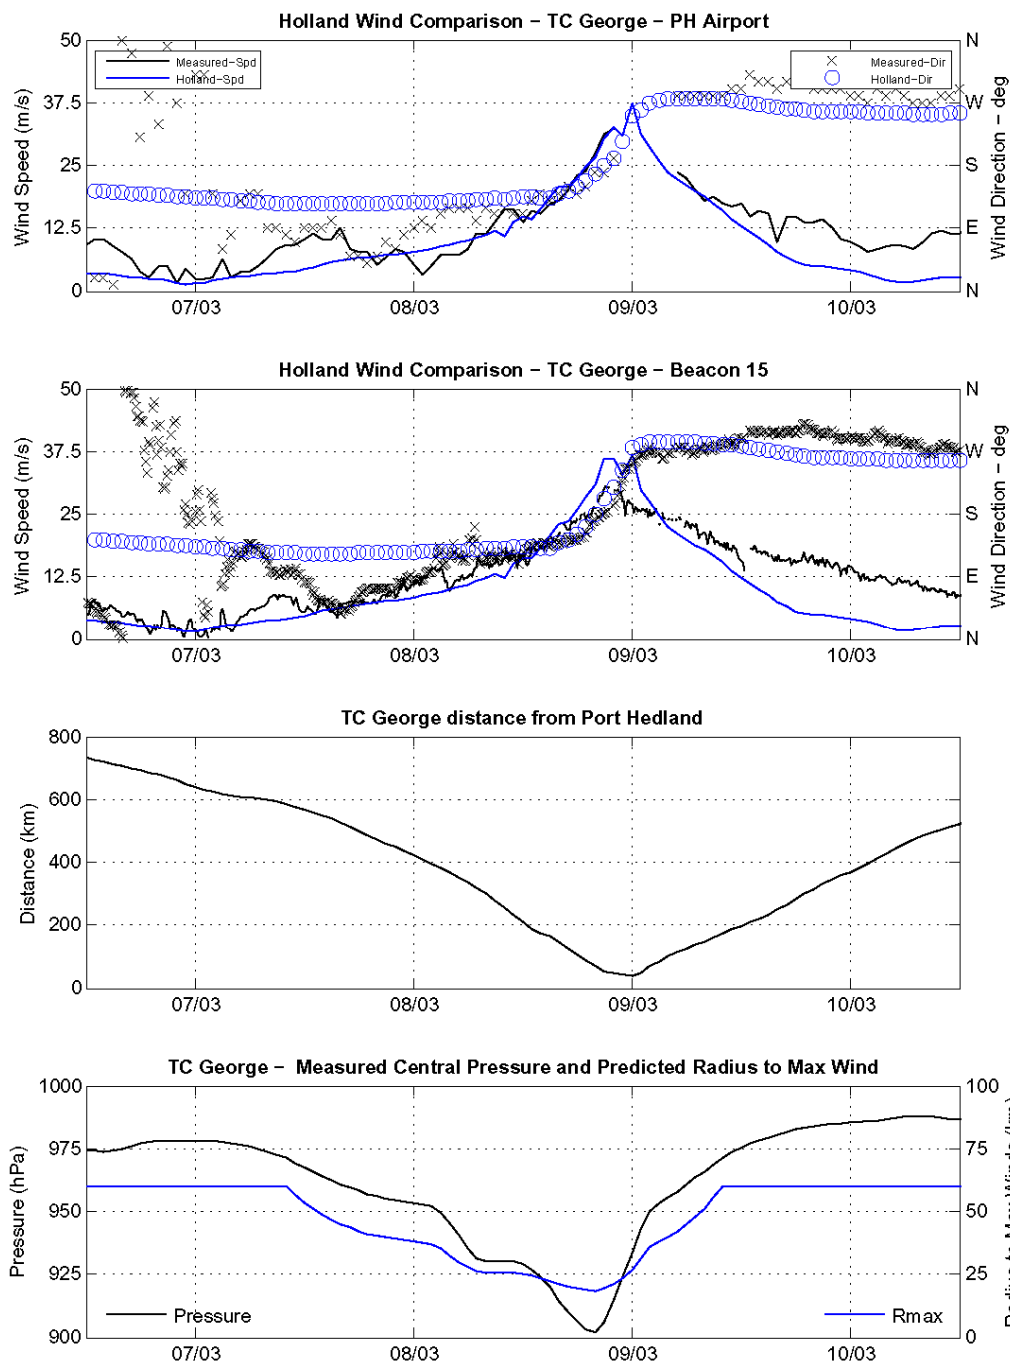 Holland Wind Comparison − TC George − PH Airport
Wind Speed (m/s)
50
37.5
25
12.5
0
Measured−Spd
Holland−Spd
Measured−Dir
Holland−Dir
N
W
S
E
N
Wind Direction − deg
07/03
08/03
09/03
10/03
Holland Wind Comparison − TC George − Beacon 15
Wind Speed (m/s)
50
37.5
25
12.5
0
N
W
S
E
N
Wind Direction − deg
07/03
08/03
09/03
10/03
TC George distance from Port Hedland
Distance (km)
800
600
400
200
0
07/03
08/03
09/03
10/03
TC George − Measured Central Pressure and Predicted Radius to Max Wind
Pressure (hPa)
1000
975
950
925
900
Pressure
Rmax
100
75
50
25
0
Radius to Max Winds (km)
07/03
08/03
09/03
10/03